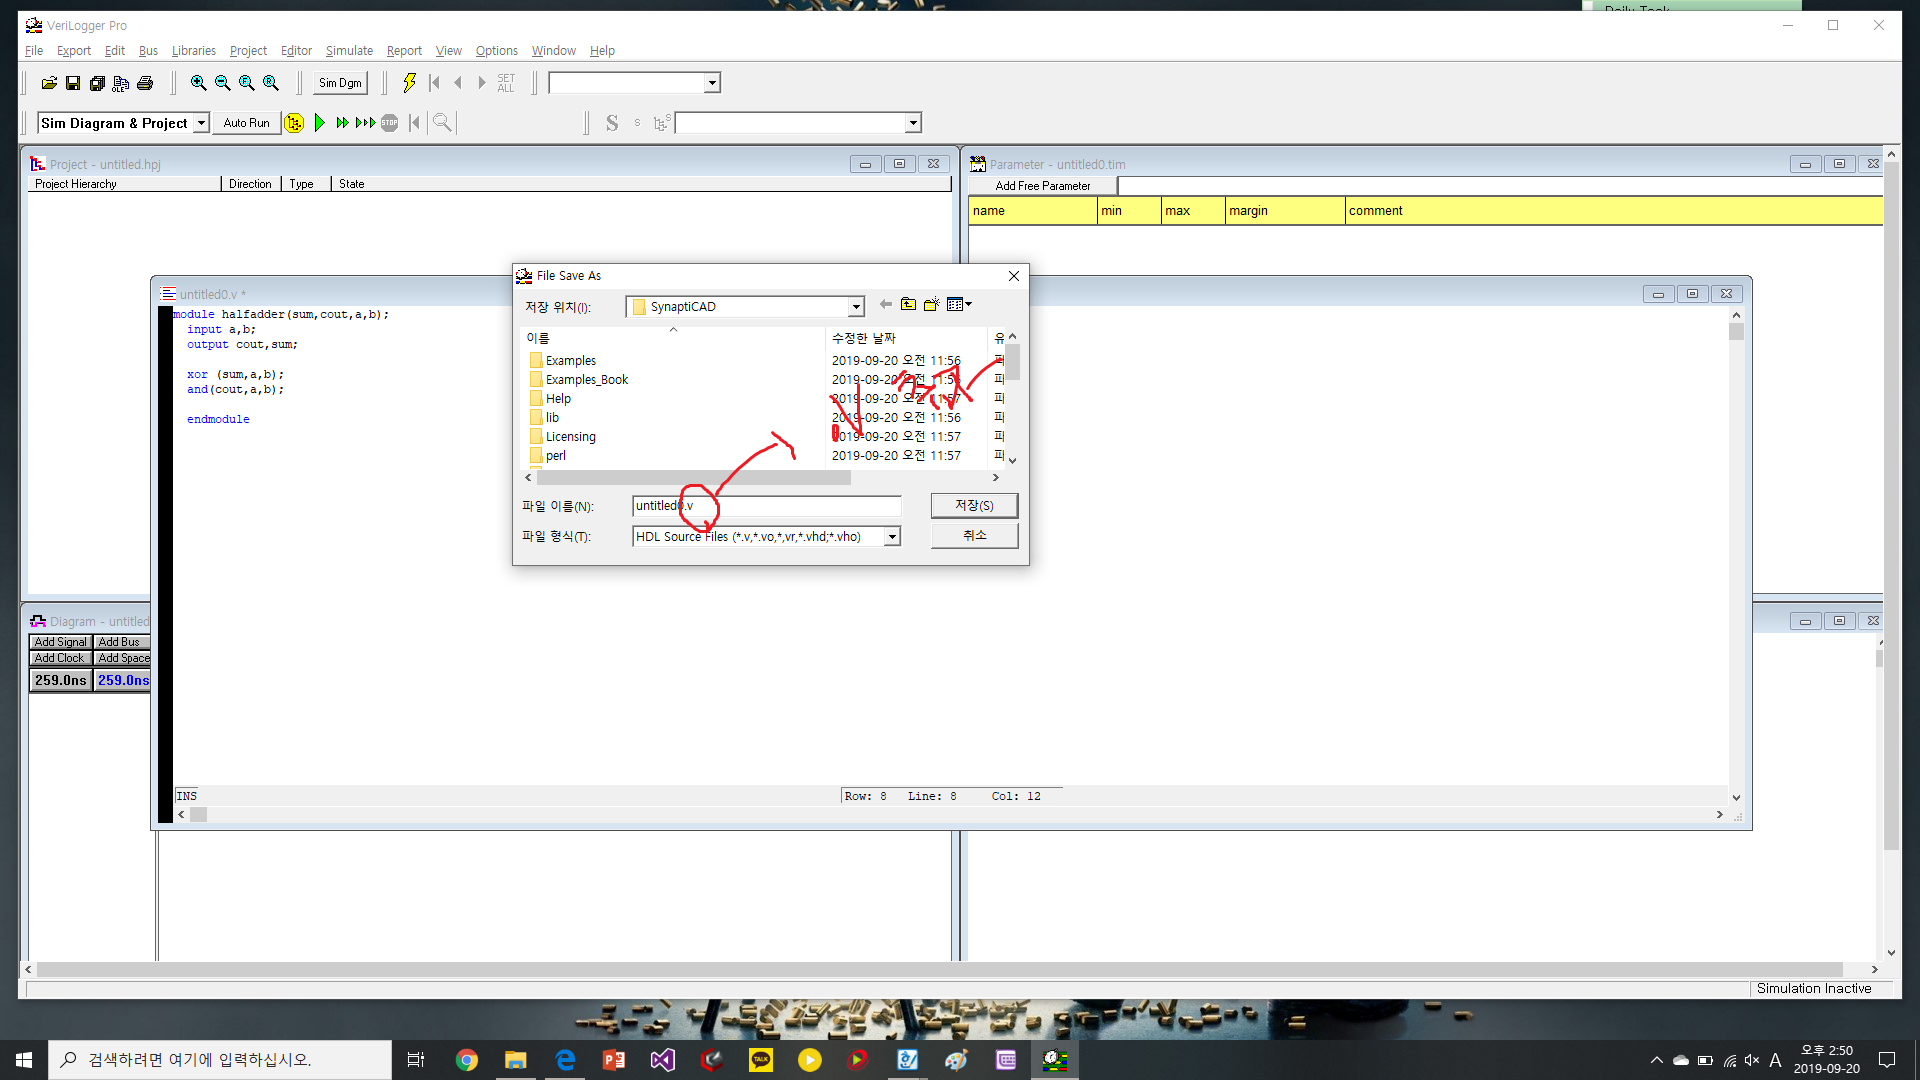 Daily Task
VeriLogger Pro
File Export Edit Bus Libraries Project Editor Simulate Report View Options Window Help
Sim Dgm
SET ALL
Sim Diagram & Project Auto Run STOP
Project - untitled.hpj
Project Hierarchy Direction Type State
Parameter - untitled0.tim
Add Free Parameter
name min max margin comment
untitled0.v *
module halfadder(sum,cout,a,b);
input a,b;
output cout,sum;
xor (sum,a,b);
and(cout,a,b);
endmodule
INS
Row: 8 Line: 8 Col: 12
File Save As
저장 위치(I): SynaptiCAD
이름 수정한 날짜 유
Examples 2019-09-20 오전 11:56 파
Examples_Book 2019-09-20 오전 11:56 파
Help 2019-09-20 오전 11:57 파
lib 2019-09-20 오전 11:56 파
Licensing 2019-09-20 오전 11:57 파
perl 2019-09-20 오전 11:57 파
파일 이름(N): untitled0.v 저장(S)
파일 형식(T): HDL Source Files (*.v,*.vo,*,vr,*.vhd;*.vho) 취소
Diagram - untitled
Add Signal Add Bus
Add Clock Add Space
259.0ns 259.0ns
Simulation Inactive
검색하려면 여기에 입력하십시오.
TALK
A
오후 2:50
2019-09-20